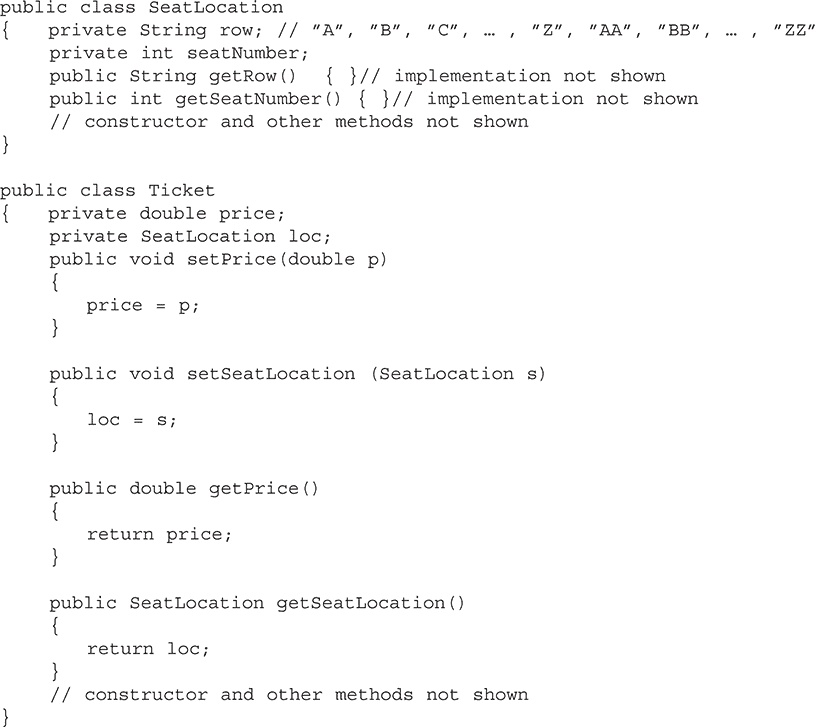 public class SeatLocation
{   private String row; // ″A″, ″B″, ″C″, … , ″Z″, ″AA″, ″BB″, … , ″ZZ″
    private int seatNumber;
    public String getRow()  { }// implementation not shown
    public int getSeatNumber() { }// implementation not shown
    // constructor and other methods not shown
}

public class Ticket
{   private double price;
    private SeatLocation loc;
    public void setPrice(double p)
    {
       price = p;
    }

    public void setSeatLocation (SeatLocation s)
    {
       loc = s;
    }

    public double getPrice()
    {
       return price;
    }

    public SeatLocation getSeatLocation()
    {
       return loc;
    }
    // constructor and other methods not shown
}